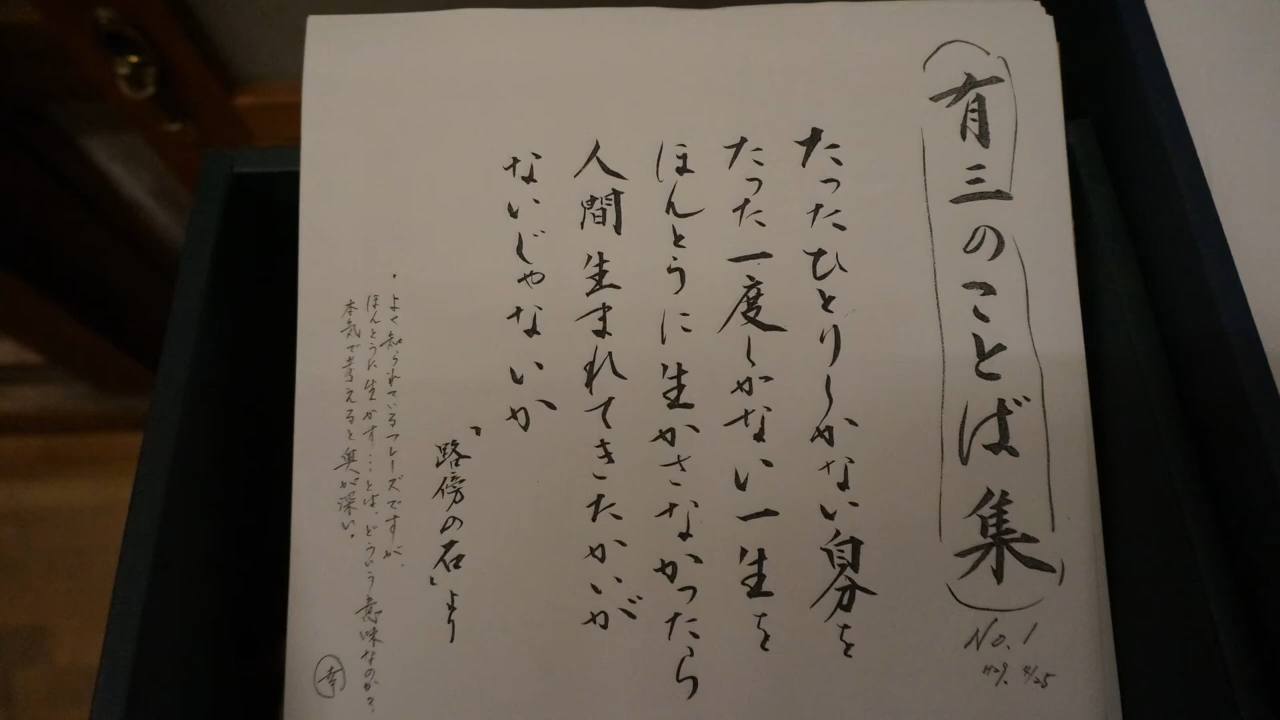 有三のことば集
No.1
H29. 4/25
たったひとりしかない自分を
たった一度しかない一生を
ほんとうに生かさなかったら
人間生まれてきたかいが
ないじゃないか
「路傍の石」より
・よく知られているフレーズですが、
ほんとうに生かす…とは、どういう意味なのか?
本気で考えると奥が深い。
幸